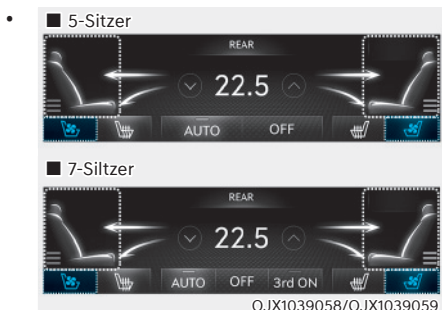 • ■ 5-Sitzer
REAR
22.5
AUTO OFF
■ 7-Siltzer
REAR
22.5
AUTO OFF 3rd ON
OJX1039058/OJX1039059